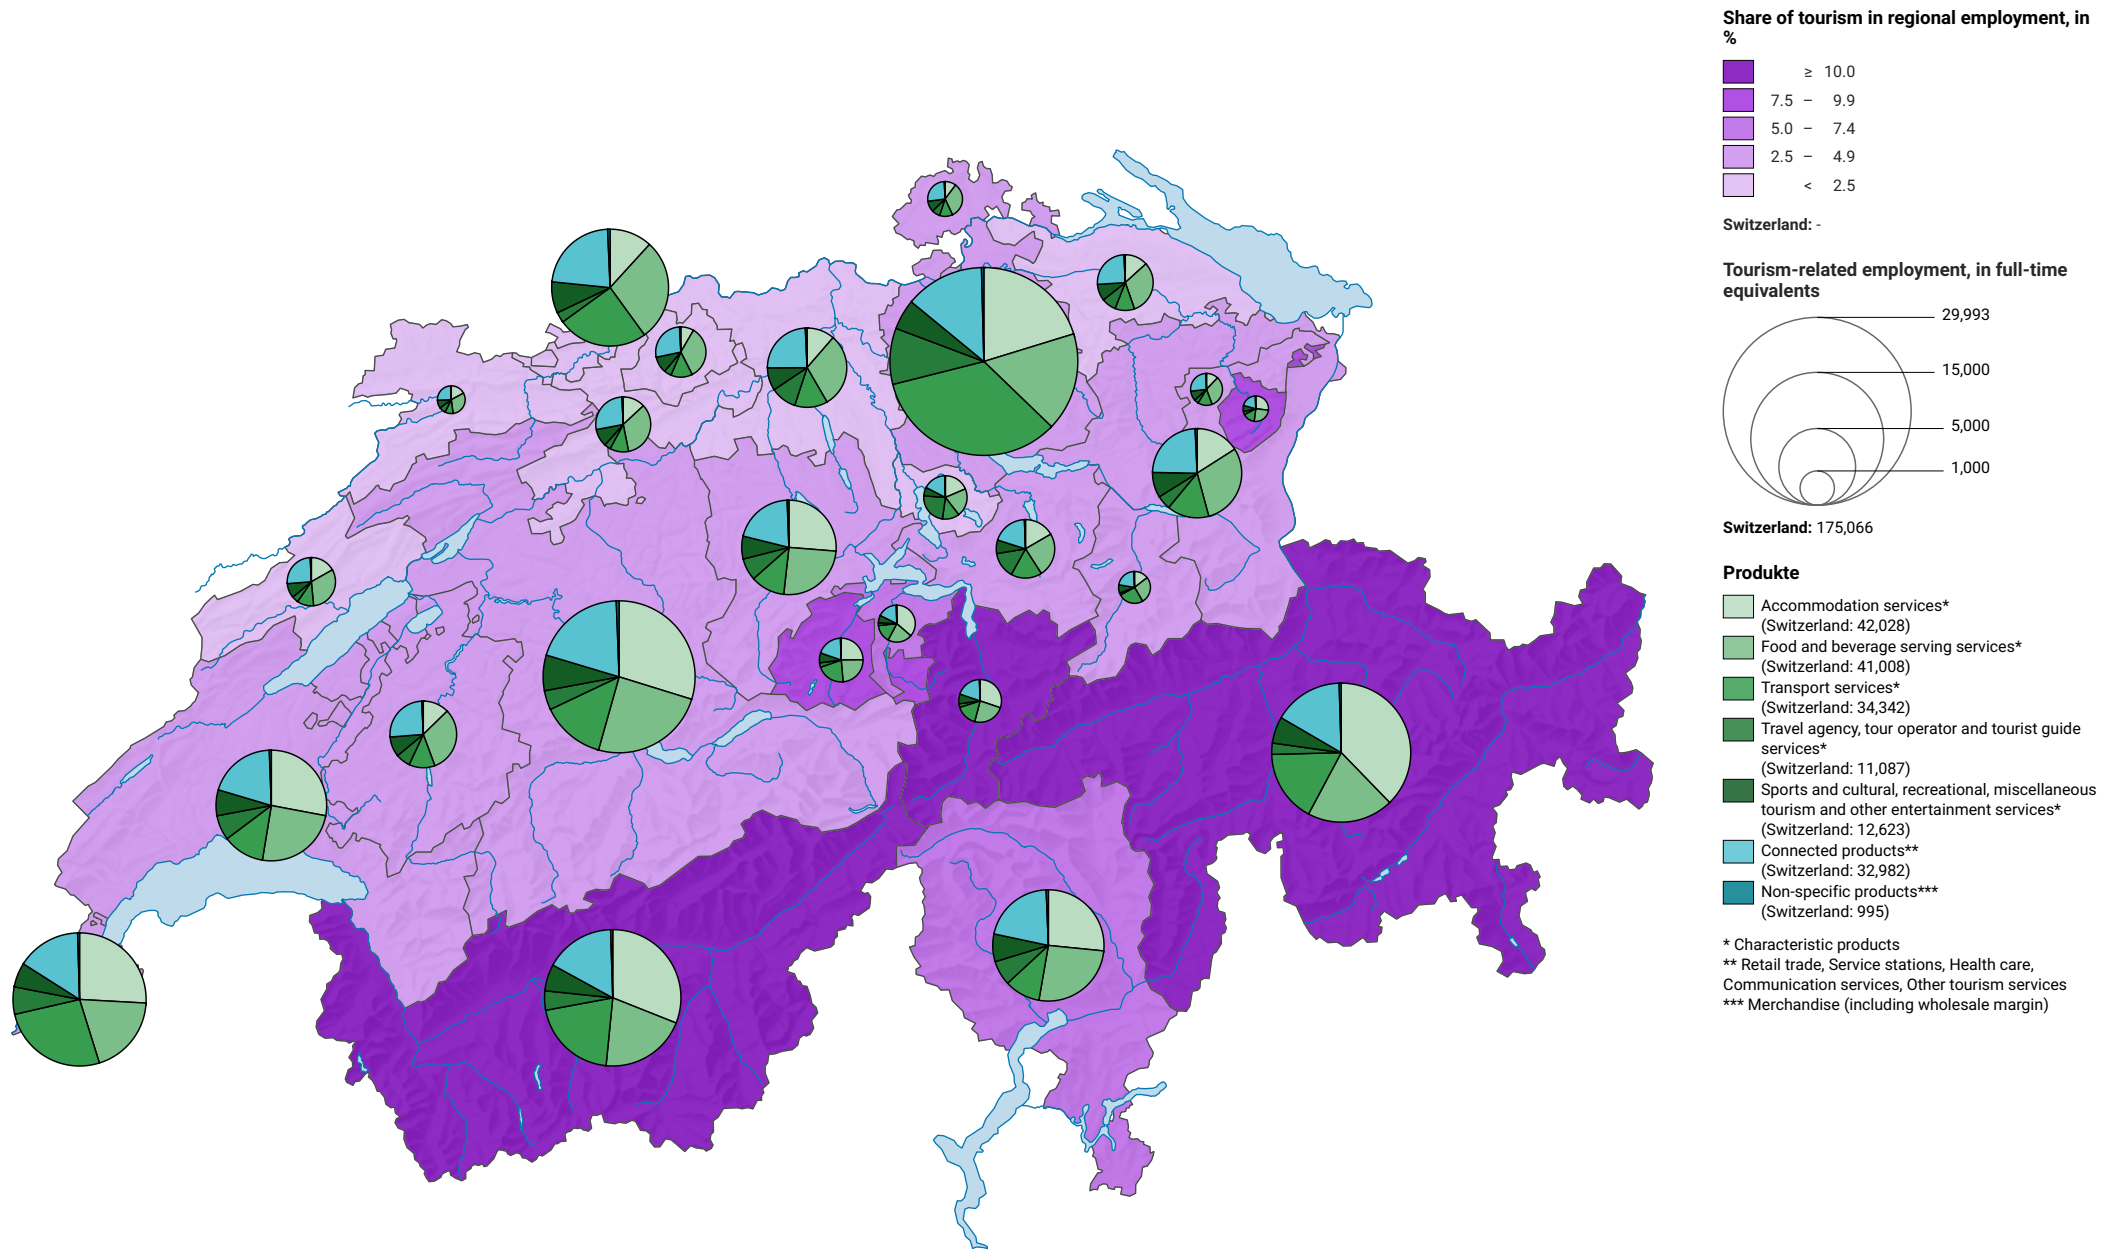 Share of tourism in regional employment, in
%
≥ 10.0
7.5 – 9.9
5.0 – 7.4
2.5 – 4.9
< 2.5
Switzerland: -
Tourism-related employment, in full-time
equivalents
29,993
15,000
5,000
1,000
Switzerland: 175,066
Produkte
Accommodation services*
(Switzerland: 42,028)
Food and beverage serving services*
(Switzerland: 41,008)
Transport services*
(Switzerland: 34,342)
Travel agency, tour operator and tourist guide
services*
(Switzerland: 11,087)
Sports and cultural, recreational, miscellaneous
tourism and other entertainment services*
(Switzerland: 12,623)
Connected products**
(Switzerland: 32,982)
Non-specific products***
(Switzerland: 995)
* Characteristic products
** Retail trade, Service stations, Health care,
Communication services, Other tourism services
*** Merchandise (including wholesale margin)